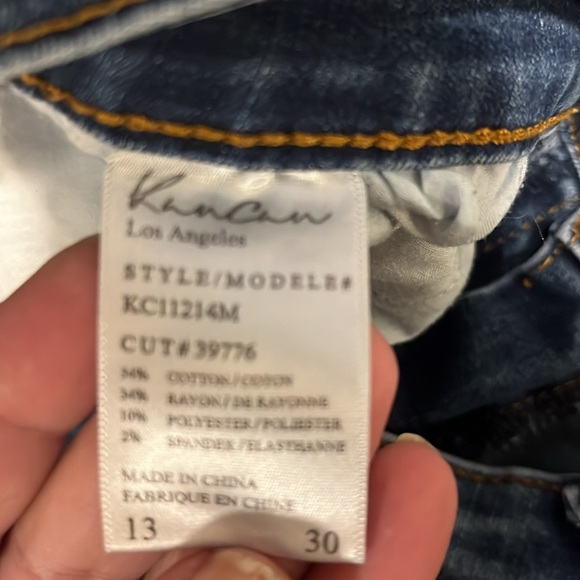 KanCan
Los Angeles
STYLE/MODELE#
KC11214M
CUT# 39776
54% COTTON/COTON
34% RAYON/DE RAYONNE
10% POLYESTER/POLIESTER
2% SPANDEX/ELASTHANNE
MADE IN CHINA
FABRIQUE EN CHINE
13 30